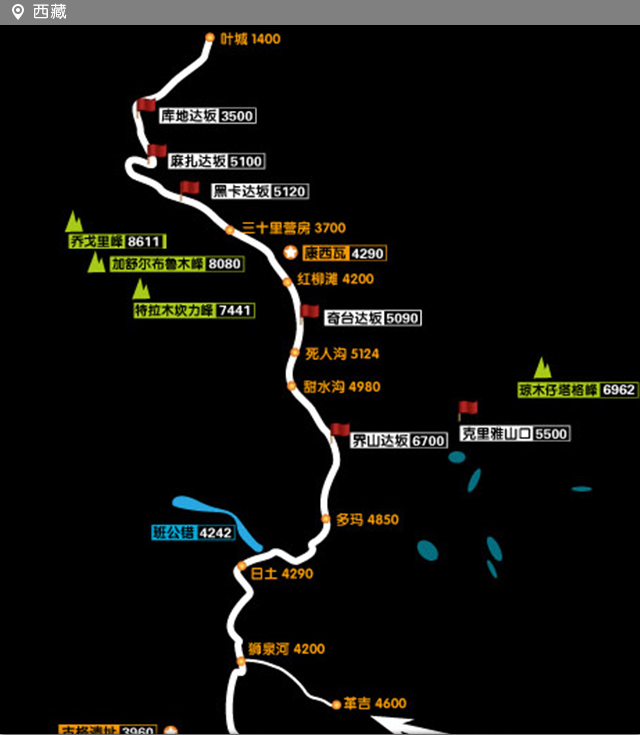 西藏
叶城 1400
库地达坂 3500
麻扎达坂 5100
黑卡达坂 5120
三十里营房 3700
乔戈里峰 8611
康西瓦 4290
加舒尔布鲁木峰 8080
红柳滩 4200
特拉木坎力峰 7441
奇台达坂 5090
死人沟 5124
甜水沟 4980
琼木孜塔格峰 6962
克里雅山口 5500
界山达坂 6700
多玛 4850
班公错 4242
日土 4290
狮泉河 4200
革吉 4600
古格遗址 3960